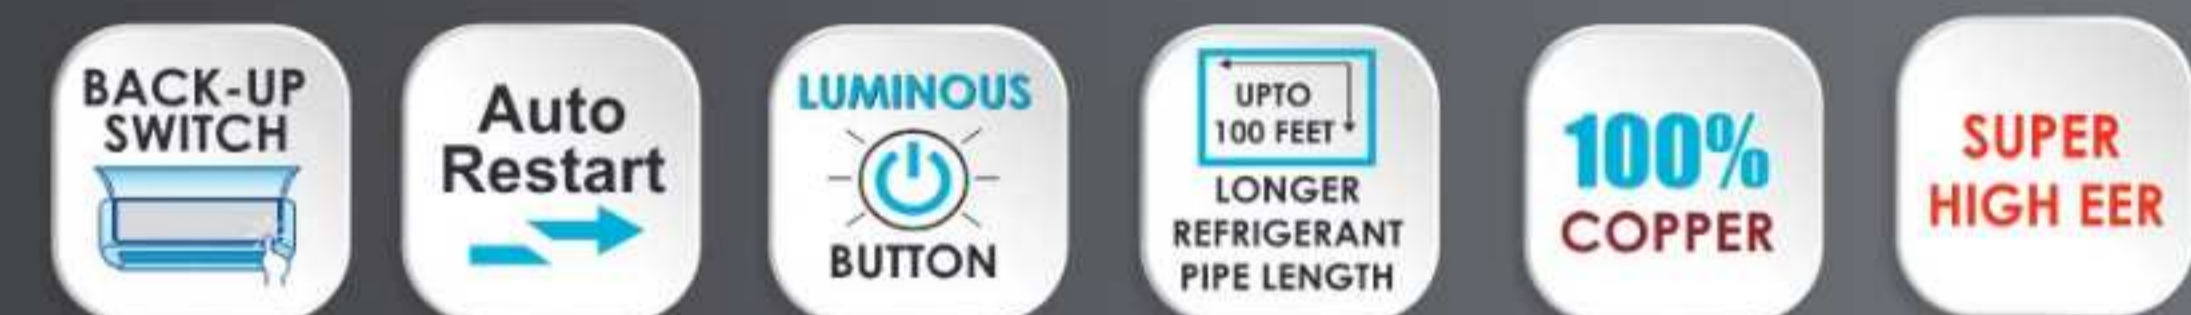 BACK-UP
SWITCH
Auto
Restart
LUMINOUS
BUTTON
UPTO
100 FEET
LONGER
REFRIGERANT
PIPE LENGTH
100%
COPPER
SUPER
HIGH EER